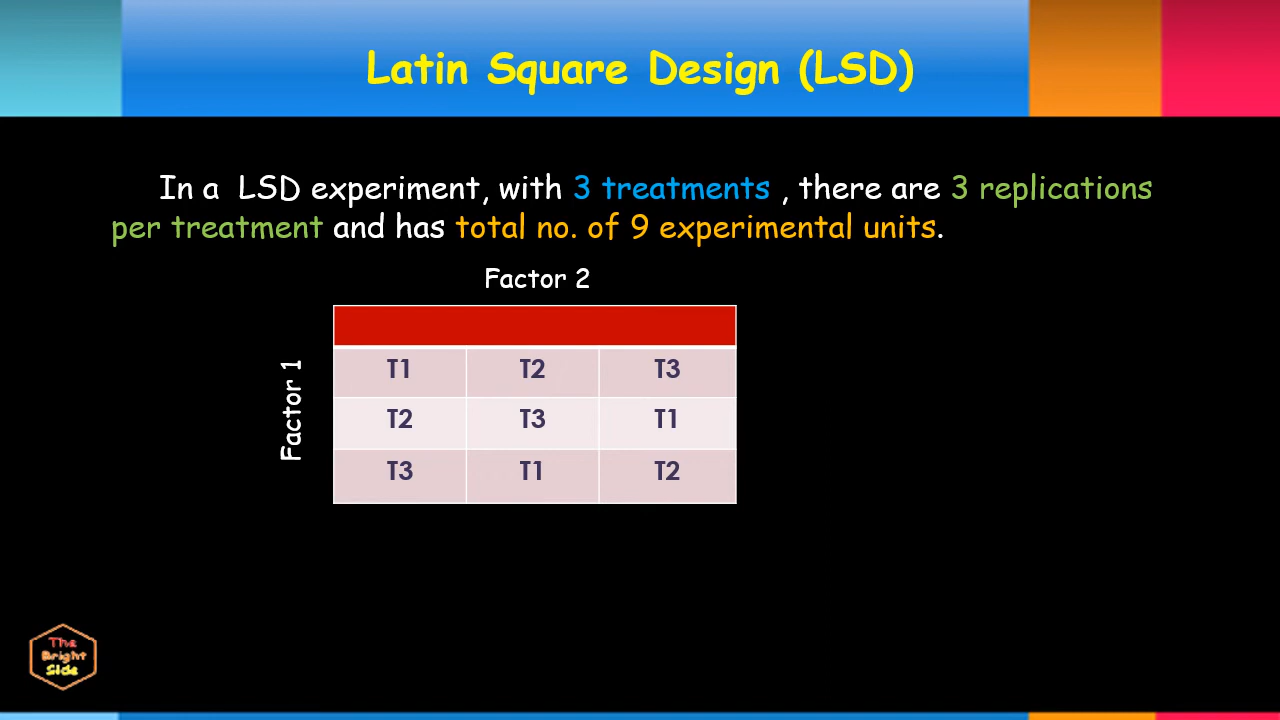 Latin Square Design (LSD)
In a LSD experiment, with 3 treatments , there are 3 replications
per treatment and has total no. of 9 experimental units.
Factor 2
Factor 1
T1 T2 T3
T2 T3 T1
T3 T1 T2
The
Bright
Side